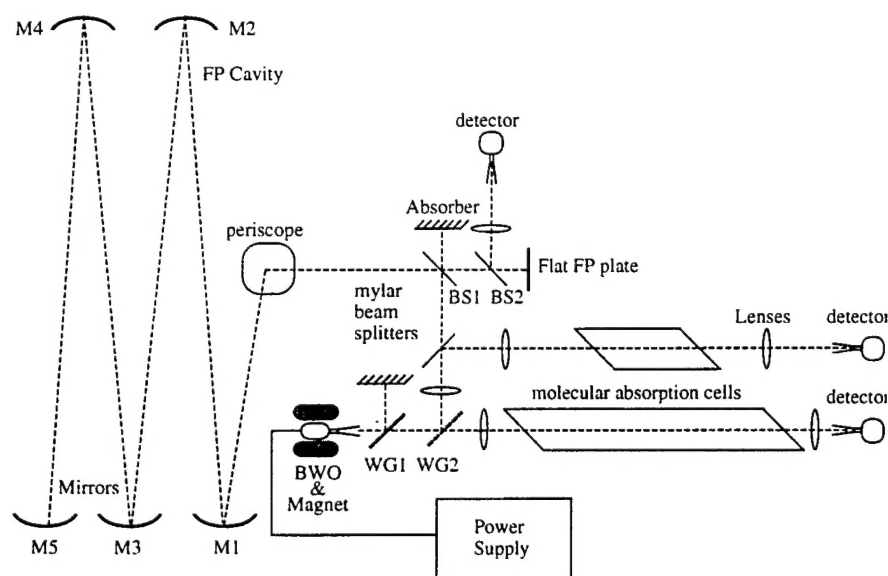 M4
M2
FP Cavity
detector
Absorber
periscope
Flat FP plate
BS1
BS2
mylar
beam
splitters
Lenses
detector
molecular absorption cells
detector
WG1
WG2
BWO
&
Magnet
Mirrors
Power
Supply
M5
M3
M1